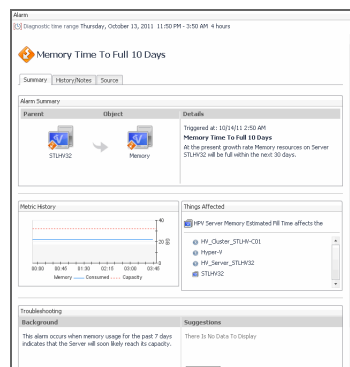 Alarm
Diagnostic time range Thursday, October 13, 2011 11:50 PM - 3:50 AM 4 hours
Memory Time To Full 10 Days
Summary History/Notes Source
Alarm Summary
Parent Object Details
STLHV32
Memory
Triggered at: 10/14/11 2:50 AM
Memory Time To Full 10 Days
At the present growth rate Memory resources on Server
STLHV32 will be full within the next 30 days.
Metric History
40
20
0
00:00 00:45 01:30 02:15 03:00 03:45
Memory Consumed Capacity
Things Affected
HPV Server Memory Estimated Fill Time affects the
HV_Cluster_STLHV-C01
Hyper-V
HV_Server_STLHV32
STLHV32
Troubleshooting
Background Suggestions
This alarm occurs when memory usage for the past 7 days
indicates that the Server will soon likely reach its capacity.
There Is No Data To Display